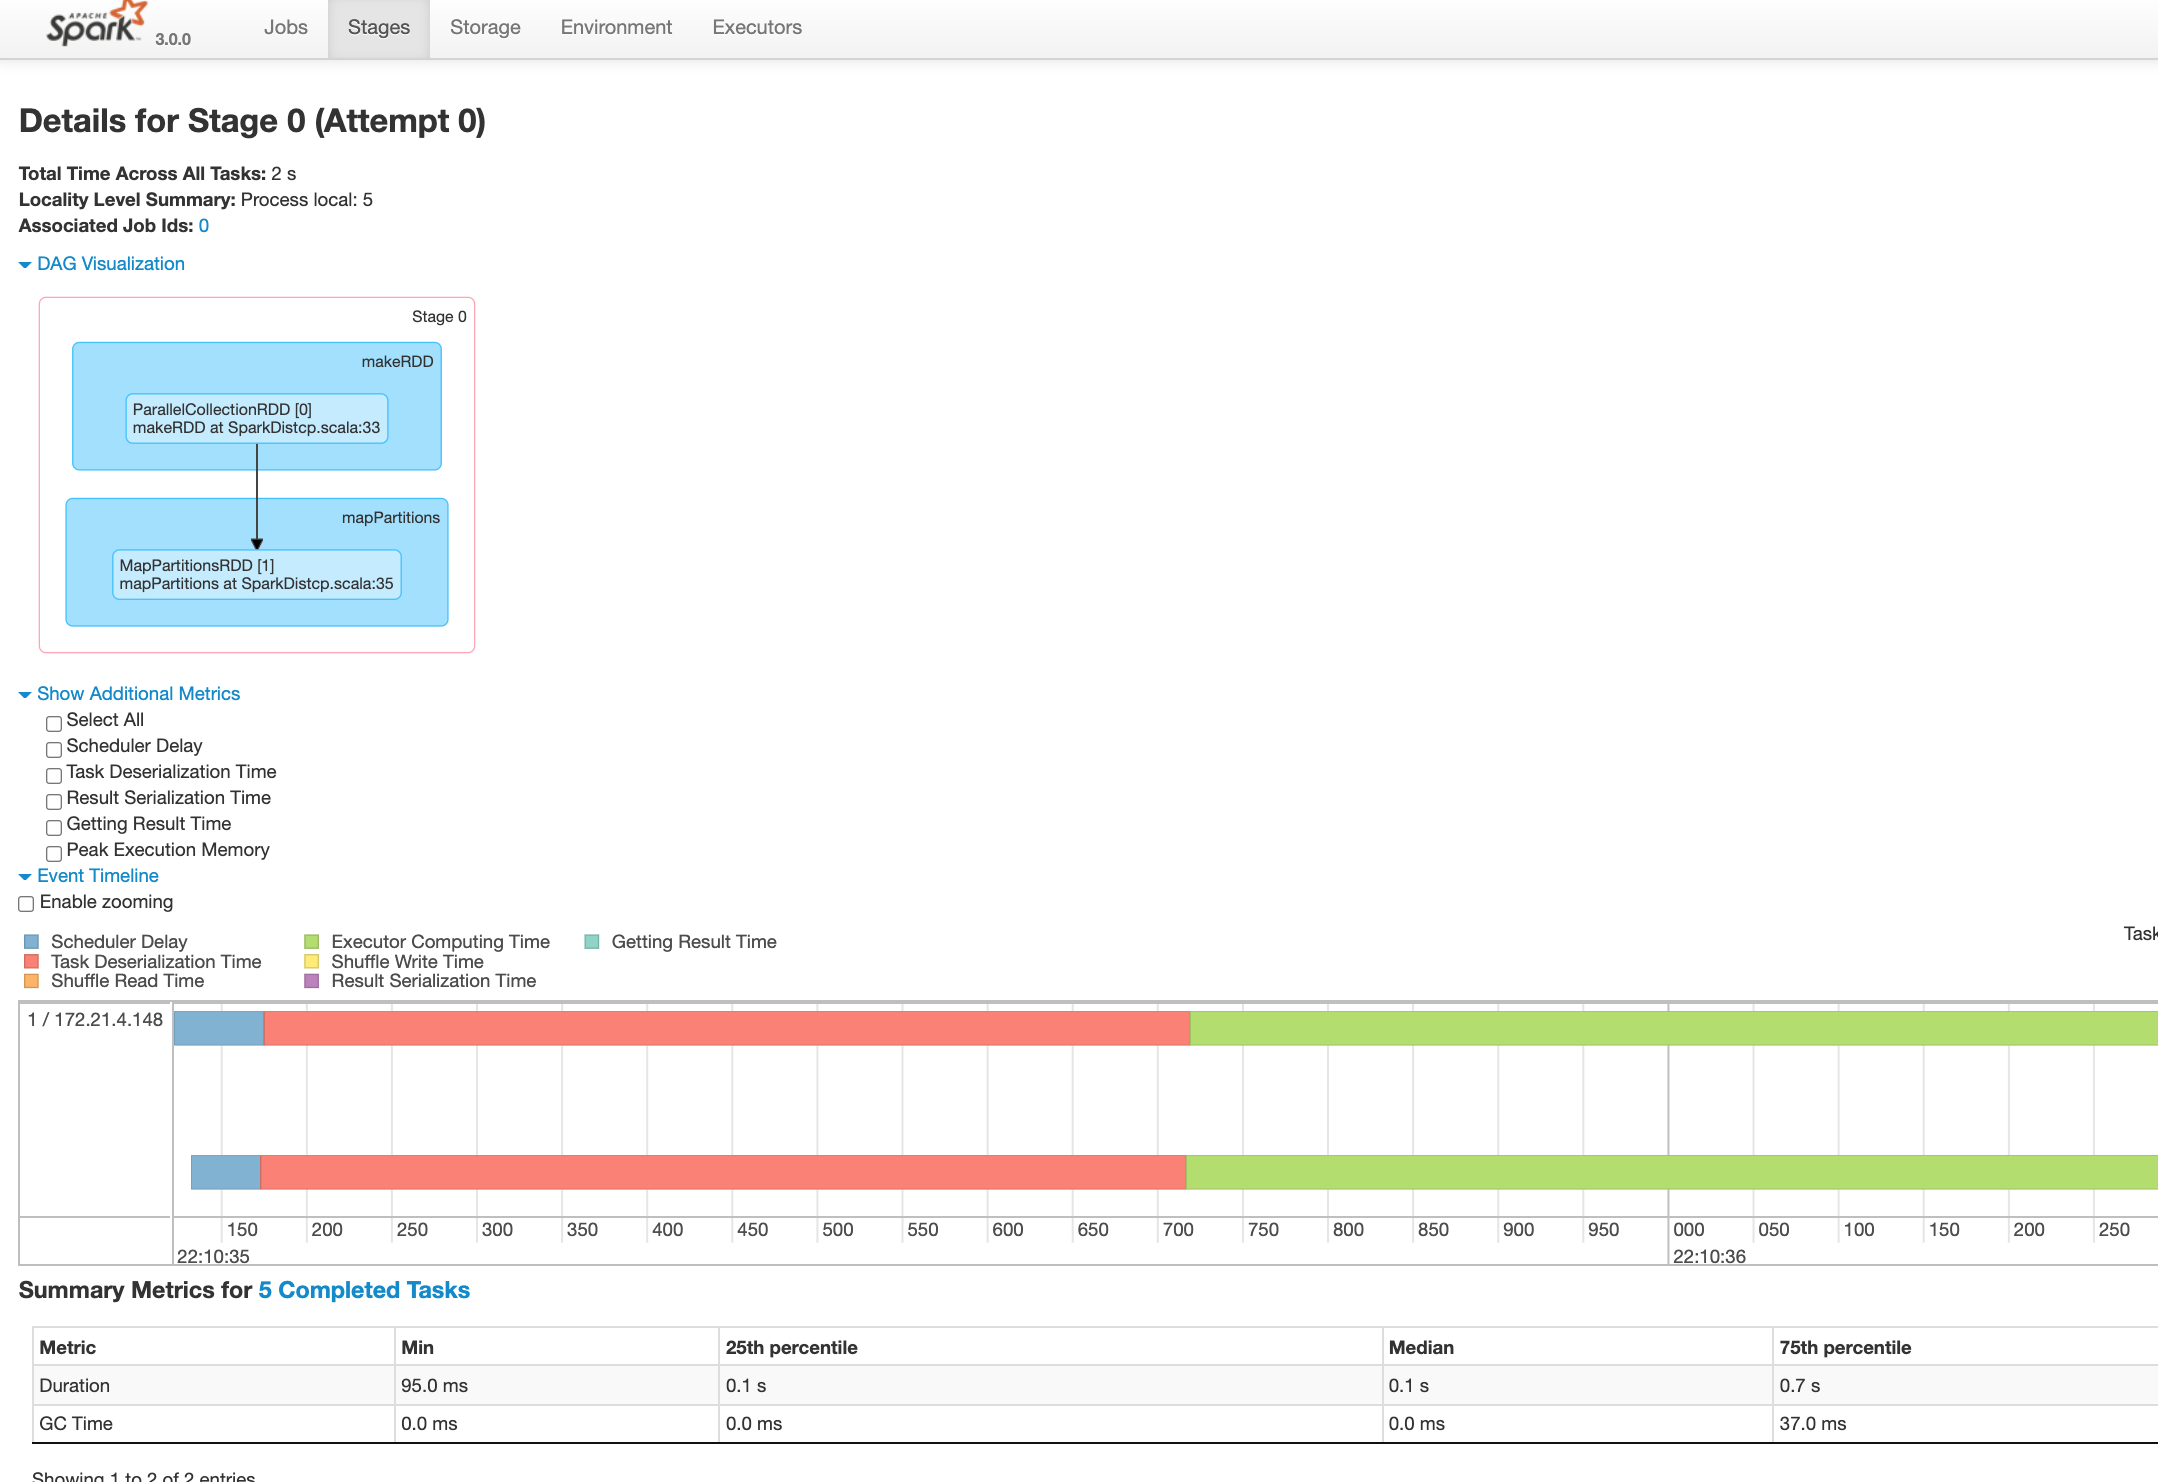 APACHE
Spark 3.0.0 Jobs Stages Storage Environment Executors
Details for Stage 0 (Attempt 0)
Total Time Across All Tasks: 2 s
Locality Level Summary: Process local: 5
Associated Job Ids: 0
DAG Visualization
Stage 0
makeRDD
ParallelCollectionRDD [0]
makeRDD at SparkDistcp.scala:33
mapPartitions
MapPartitionsRDD [1]
mapPartitions at SparkDistcp.scala:35
Show Additional Metrics
Select All
Scheduler Delay
Task Deserialization Time
Result Serialization Time
Getting Result Time
Peak Execution Memory
Event Timeline
Enable zooming
Task
Scheduler Delay Executor Computing Time Getting Result Time
Task Deserialization Time Shuffle Write Time
Shuffle Read Time Result Serialization Time
1 / 172.21.4.148
150 200 250 300 350 400 450 500 550 600 650 700 750 800 850 900 950 000 050 100 150 200 250
22:10:35 22:10:36
Summary Metrics for 5 Completed Tasks
Metric Min 25th percentile Median 75th percentile
Duration 95.0 ms 0.1 s 0.1 s 0.7 s
GC Time 0.0 ms 0.0 ms 0.0 ms 37.0 ms
Showing 1 to 2 of 2 entries